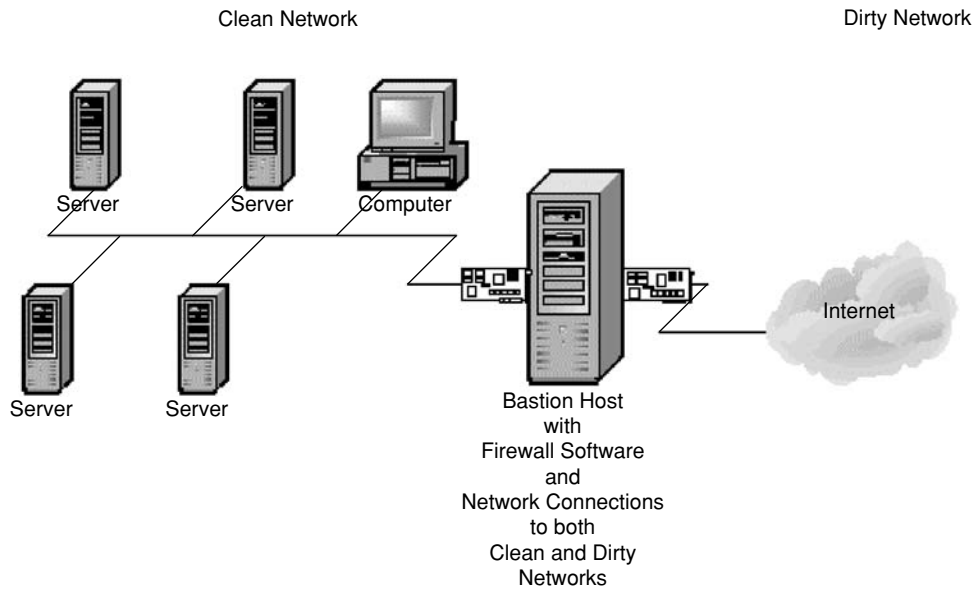 Clean Network
Dirty Network
Server
Server
Computer
Internet
Server
Server
Bastion Host
with
Firewall Software
and
Network Connections
to both
Clean and Dirty
Networks